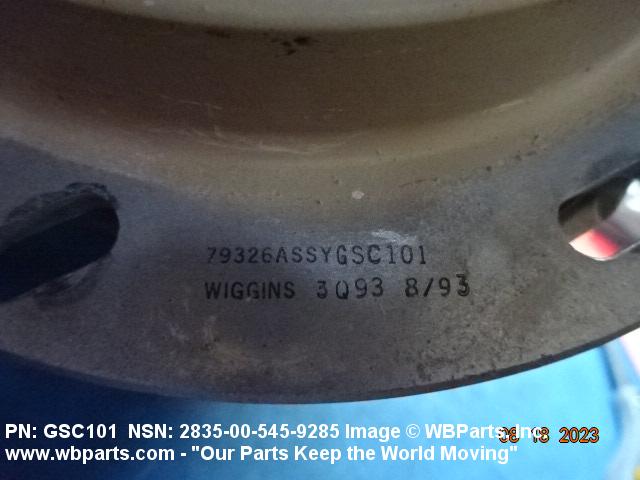 79326ASSYGSC101
WIGGINS 3Q93 8/93
PN: GSC101 NSN: 2835-00-545-9285 Image © WBParts, Inc.
08 18 2023
www.wbparts.com - "Our Parts Keep the World Moving"